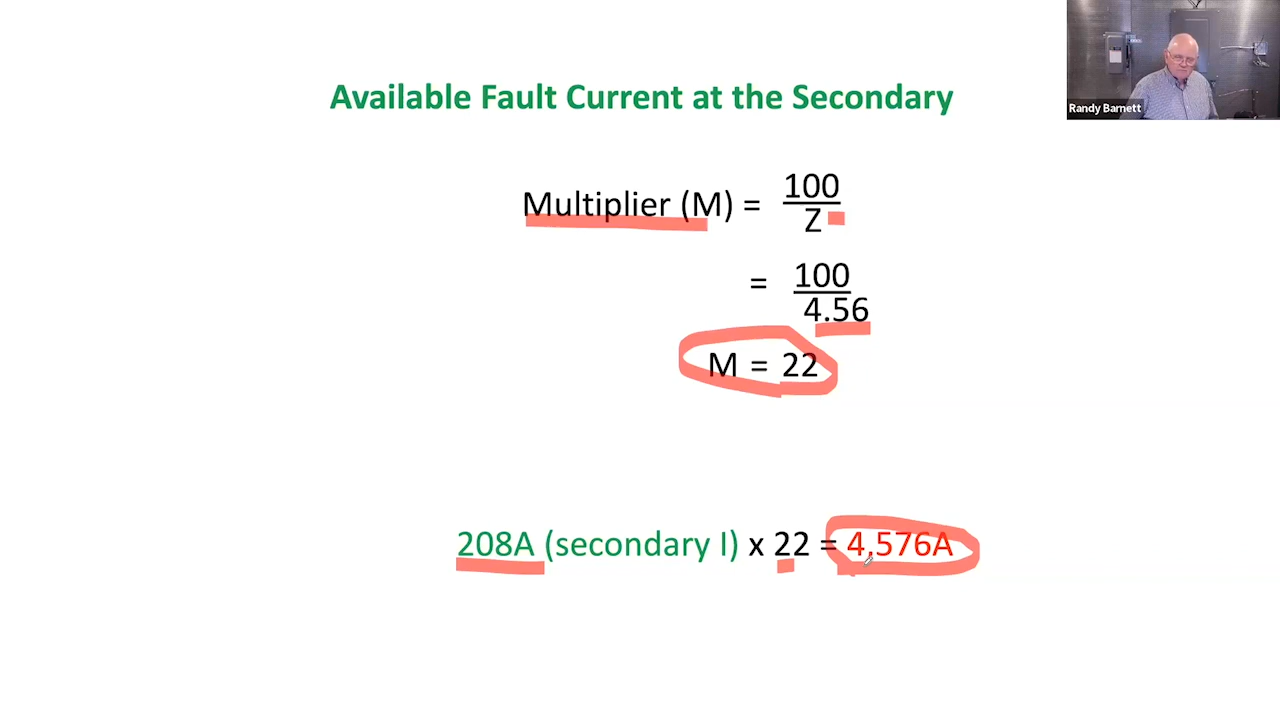 Randy Barnett
Available Fault Current at the Secondary
Multiplier (M) = 100
Z
= 100
4.56
M = 22
208A (secondary I) x 22 = 4,576A